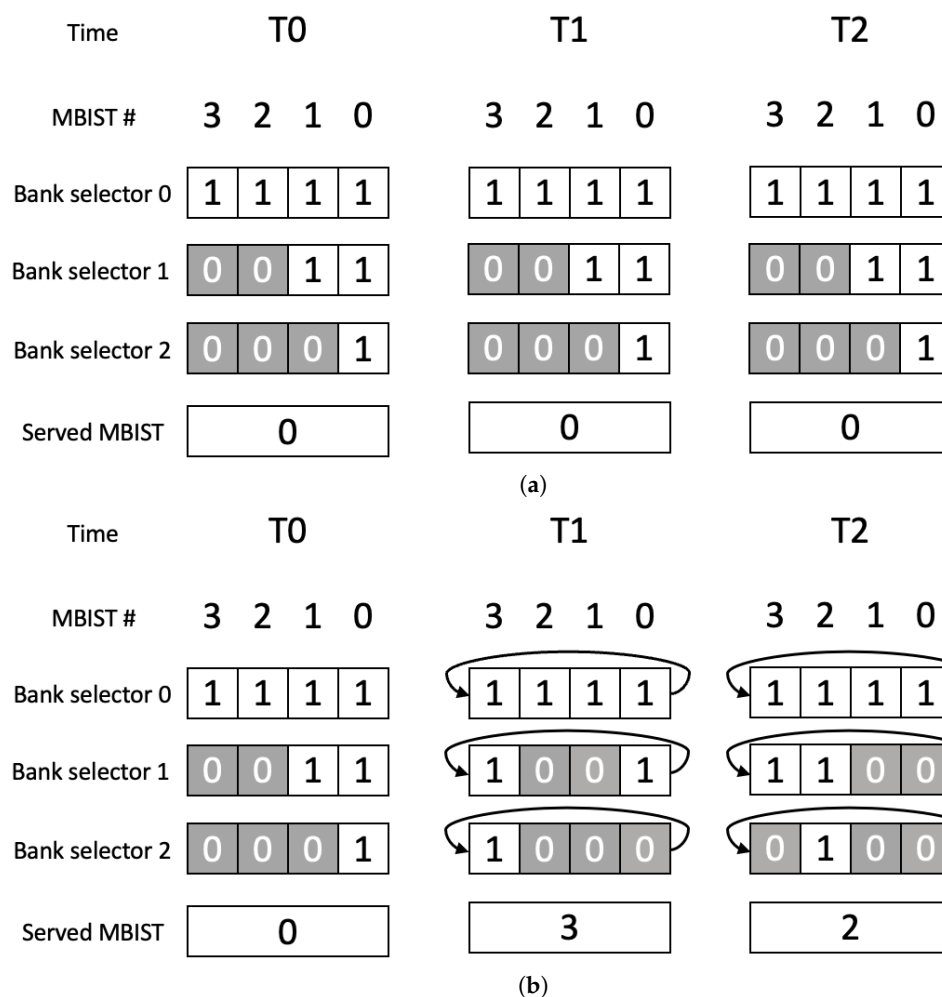 Time T0 T1 T2
MBIST # 3 2 1 0 3 2 1 0 3 2 1 0
Bank selector 0 1 1 1 1 1 1 1 1 1 1 1 1
Bank selector 1 0 0 1 1 0 0 1 1 0 0 1 1
Bank selector 2 0 0 0 1 0 0 0 1 0 0 0 1
Served MBIST 0 0 0
(a)
Time T0 T1 T2
MBIST # 3 2 1 0 3 2 1 0 3 2 1 0
Bank selector 0 1 1 1 1 1 1 1 1 1 1 1 1
Bank selector 1 0 0 1 1 1 0 0 1 1 1 0 0
Bank selector 2 0 0 0 1 1 0 0 0 0 1 0 0
Served MBIST 0 3 2
(b)